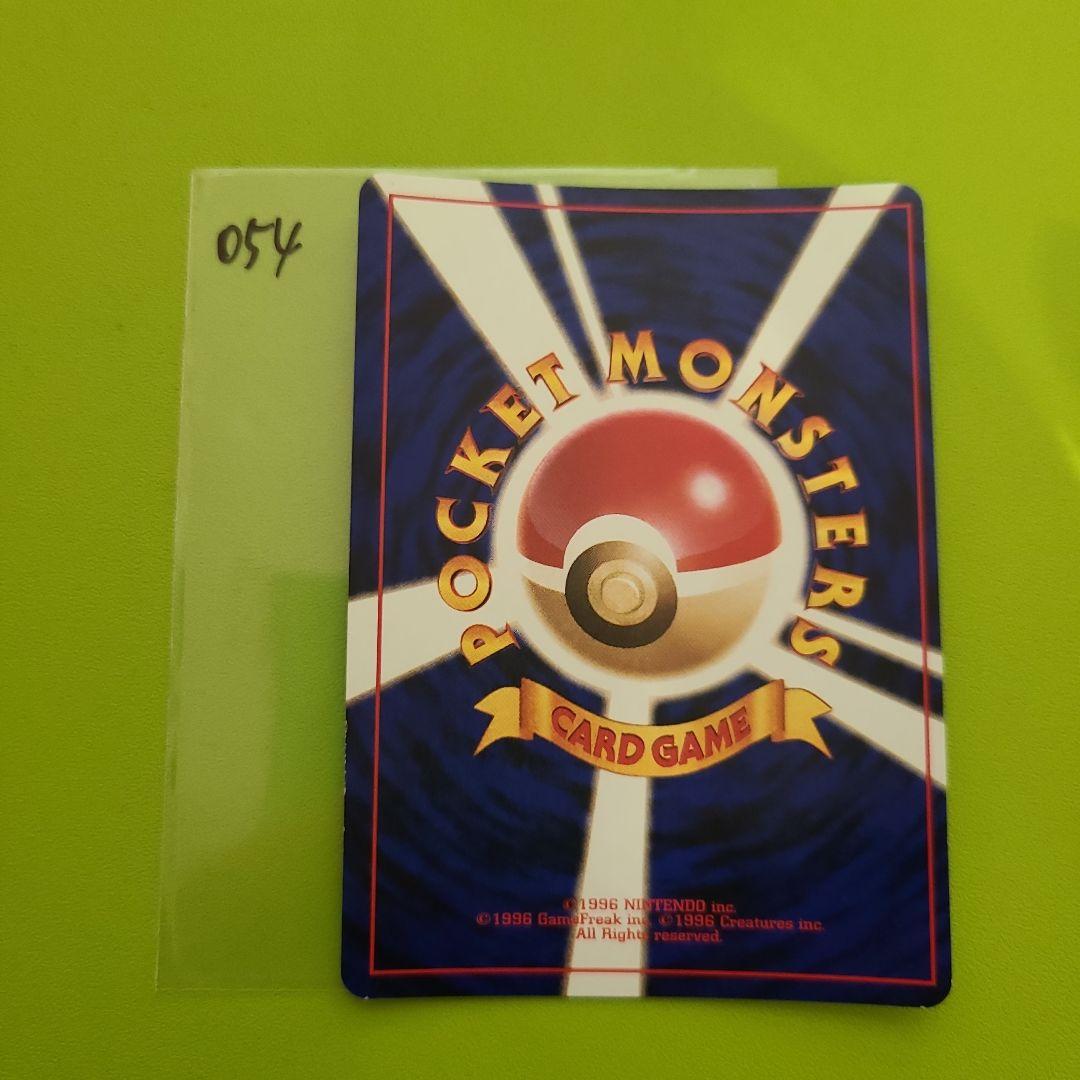 054
POCKET MONSTERS
CARD GAME
©1996 NINTENDO inc.
©1996 GameFreak inc. ©1996 Creatures inc.
All Rights reserved.